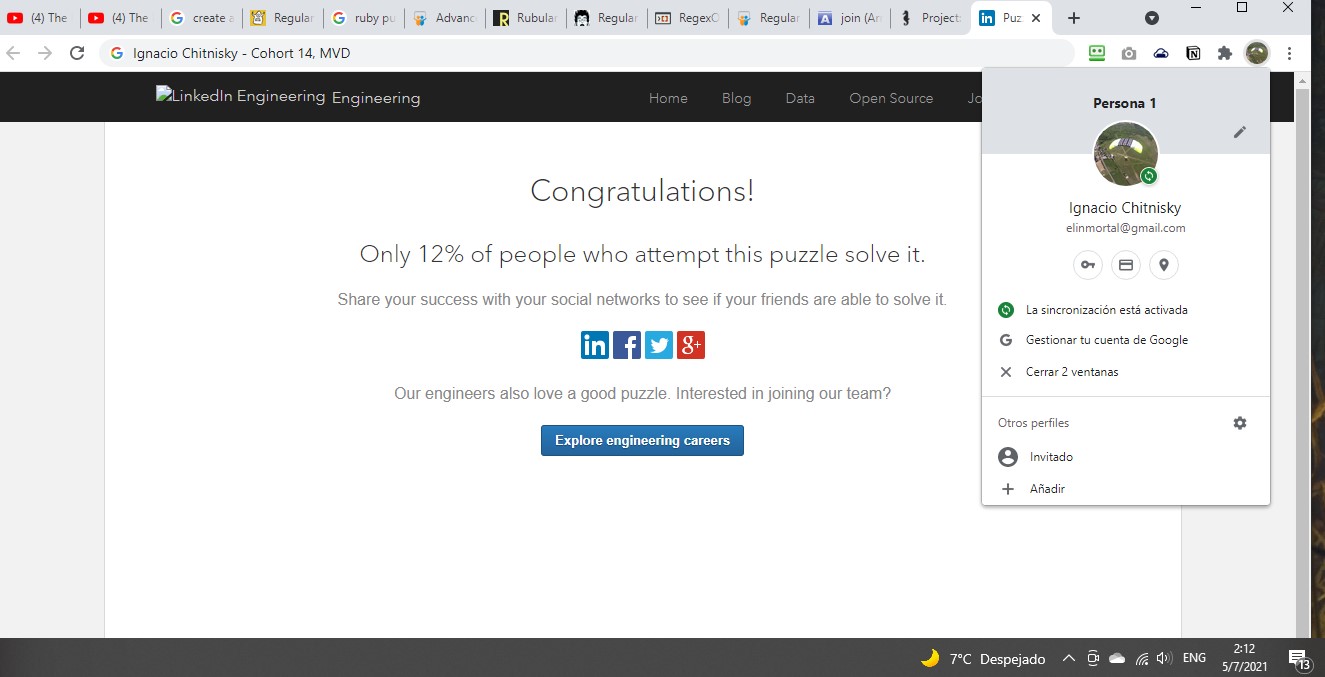 (4) The
(4) The
create a
Regular
ruby pu
Advanc
Rubular
Regular
RegexO
Regular
join (Arr
Project:
Puz
Ignacio Chitnisky - Cohort 14, MVD
LinkedIn Engineering Engineering
Home Blog Data Open Source Jo
Congratulations!
Only 12% of people who attempt this puzzle solve it.
Share your success with your social networks to see if your friends are able to solve it.
in f g+
Our engineers also love a good puzzle. Interested in joining our team?
Explore engineering careers
Persona 1
Ignacio Chitnisky
elinmortal@gmail.com
La sincronización está activada
Gestionar tu cuenta de Google
Cerrar 2 ventanas
Otros perfiles
Invitado
Añadir
7°C Despejado
ENG
2:12
5/7/2021
13